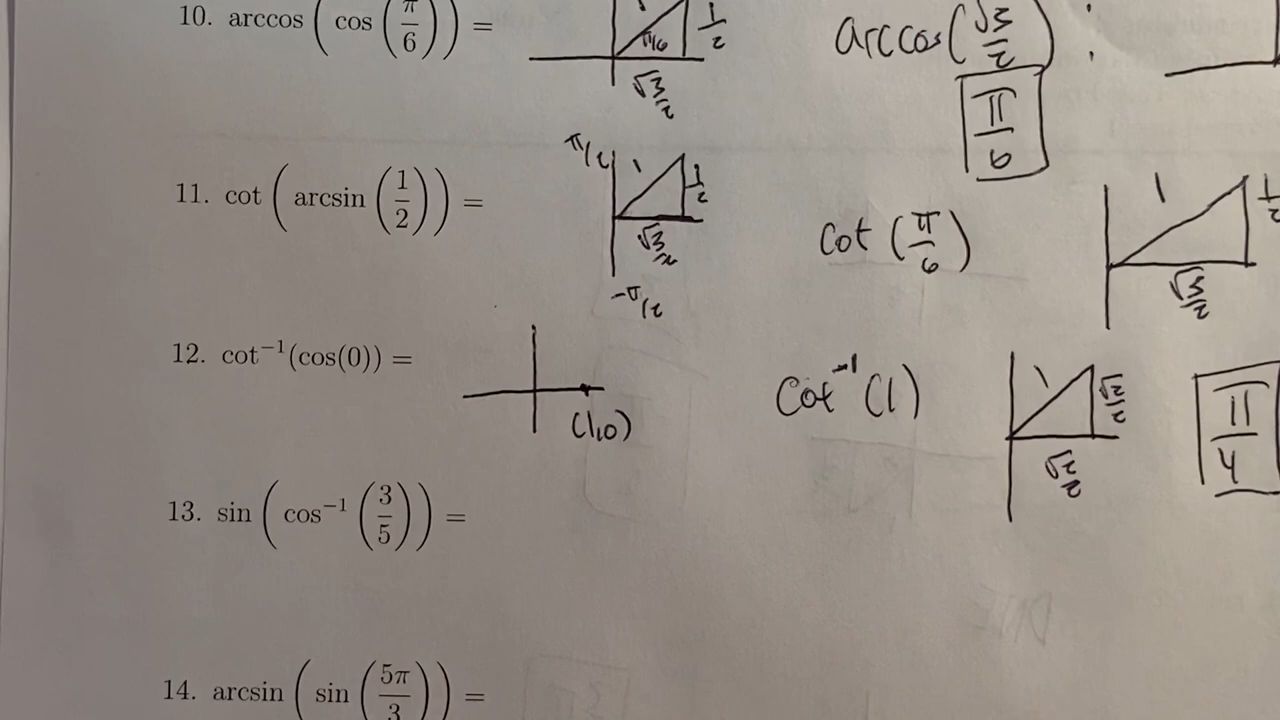 10. arccos ( cos ( π/6 ) ) = 1 1/2 π/6 √3/2 arccos ( √3/2 ) :
π/6
11. cot ( arcsin ( 1/2 ) ) = π/2 1 1/2 √3/2 -π/2 cot ( π/6 ) 1 1/2 √3/2
12. cot⁻¹(cos(0)) = (1,0) Cot⁻¹ (1) 1 √2/2 √2/2 π/4
13. sin ( cos⁻¹ ( 3/5 ) ) =
14. arcsin ( sin ( 5π/3 ) ) =